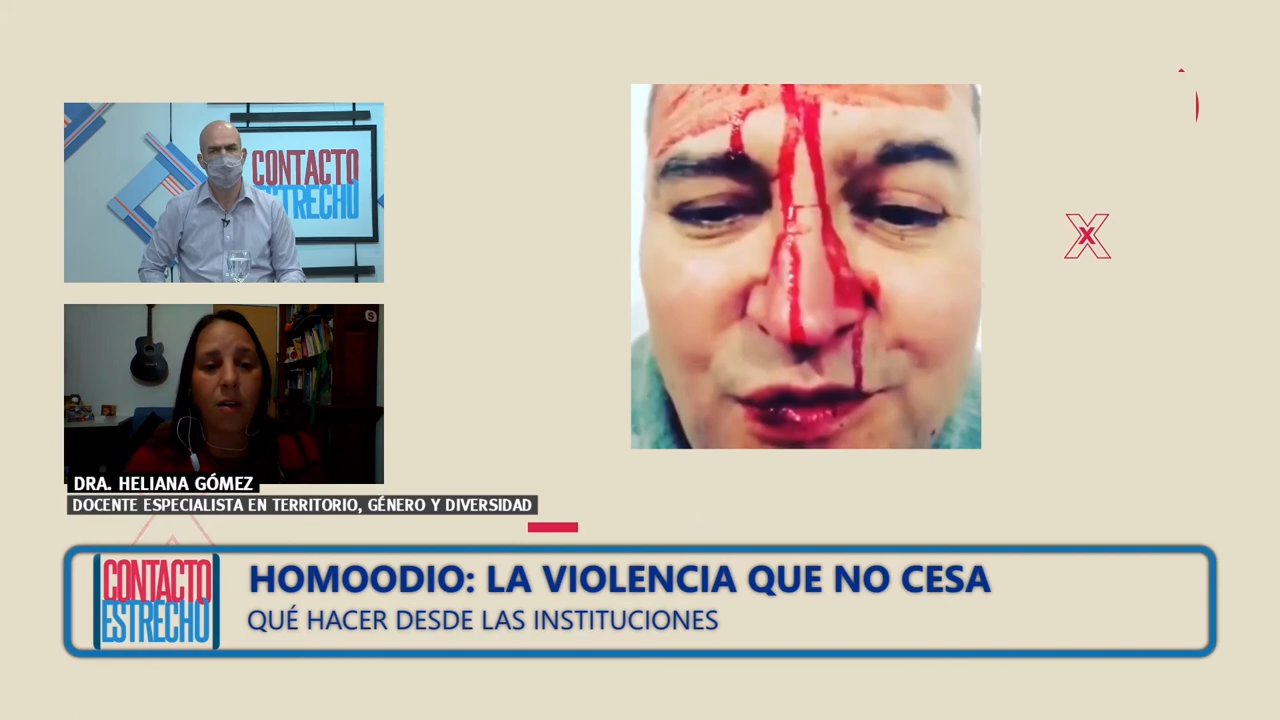 CONTACTO
ESTRECHO
DRA. HELIANA GÓMEZ
DOCENTE ESPECIALISTA EN TERRITORIO, GÉNERO Y DIVERSIDAD
CONTACTO
ESTRECHO
HOMOODIO: LA VIOLENCIA QUE NO CESA
QUÉ HACER DESDE LAS INSTITUCIONES